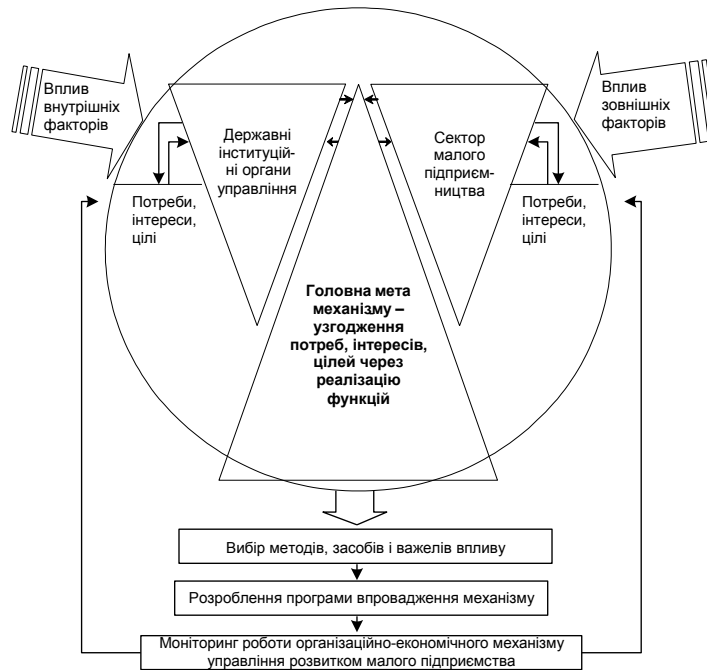 Вплив
внутрішніх
факторів
Державні
інституцій-
ні органи
управління
Сектор
малого
підприєм-
ництва
Вплив
зовнішніх
факторів
Потреби,
інтереси,
цілі
Потреби,
інтереси,
цілі
Головна мета
механізму –
узгодження
потреб, інтересів,
цілей через
реалізацію
функцій
Вибір методів, засобів і важелів впливу
Розроблення програми впровадження механізму
Моніторинг роботи організаційно-економічного механізму
управління розвитком малого підприємства